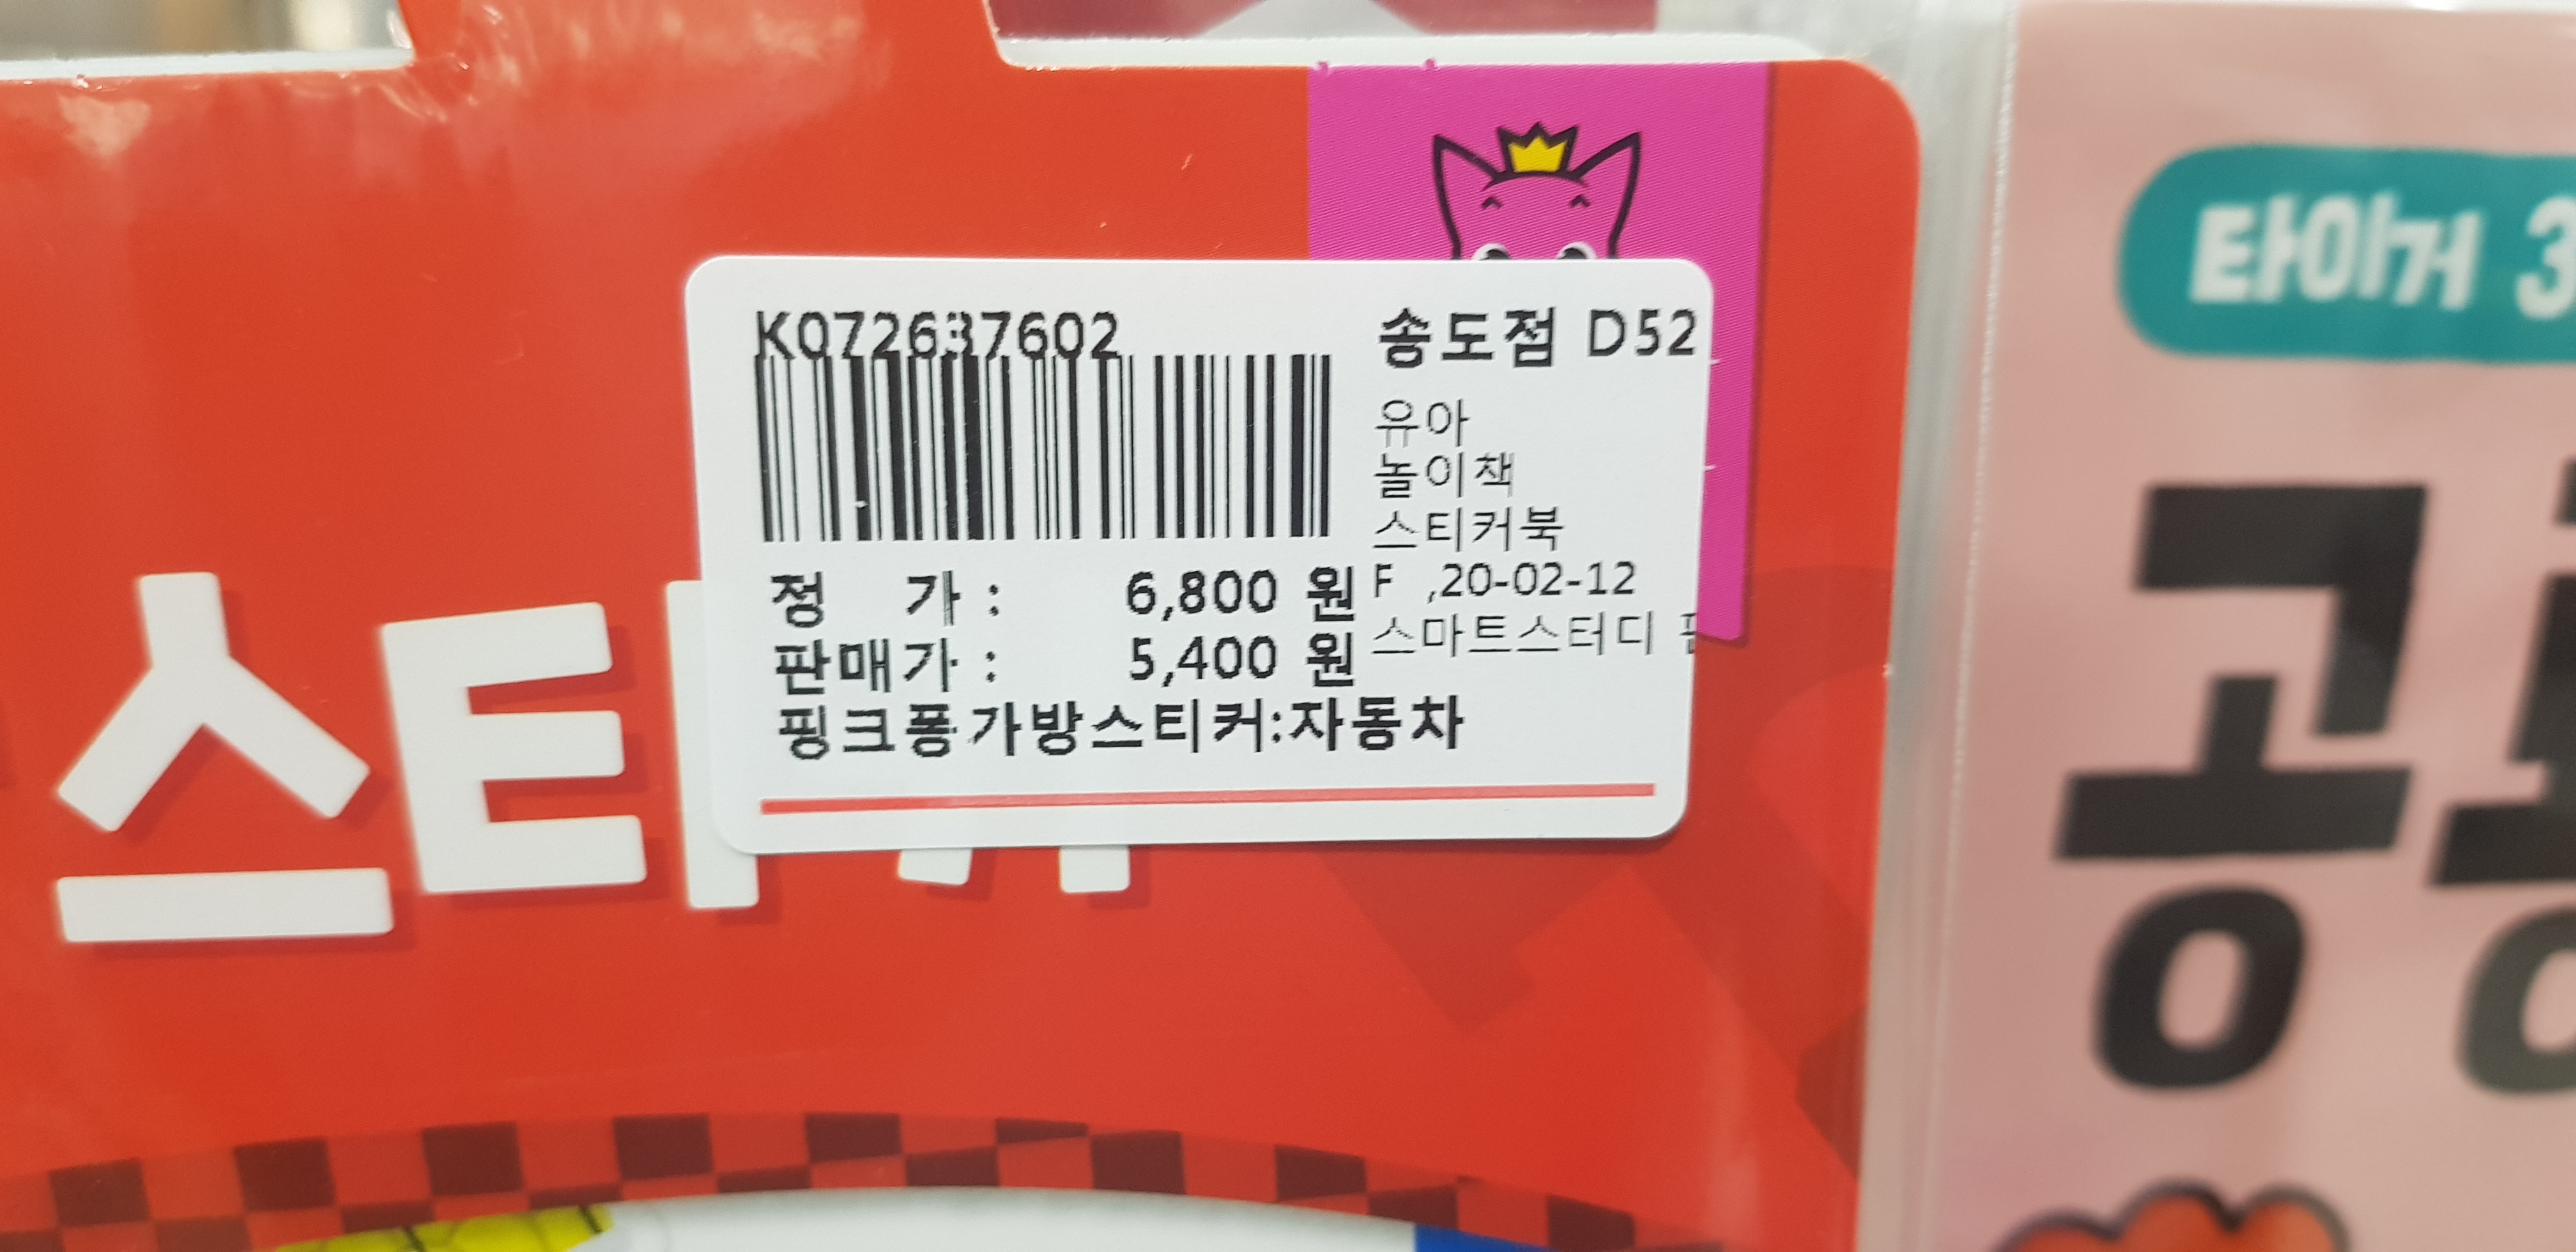 K072637602
송도점 D52
유아
놀이책
스티커북
F ,20-02-12
스마트스터디
정 가 : 6,800 원
판매가 : 5,400 원
핑크퐁가방스티커:자동차
스티
타이거 3
공